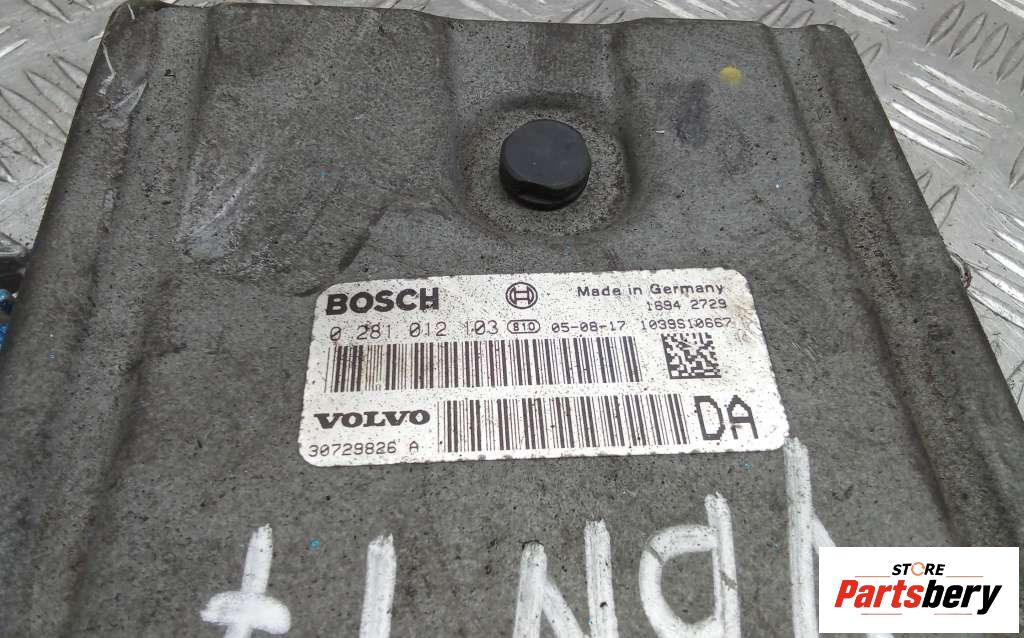 BOSCH Made in Germany
1694 2729
0 281 012 103 810 05-08-17 1039S10667
VOLVO DA
30729826 A
STORE
Partsbery